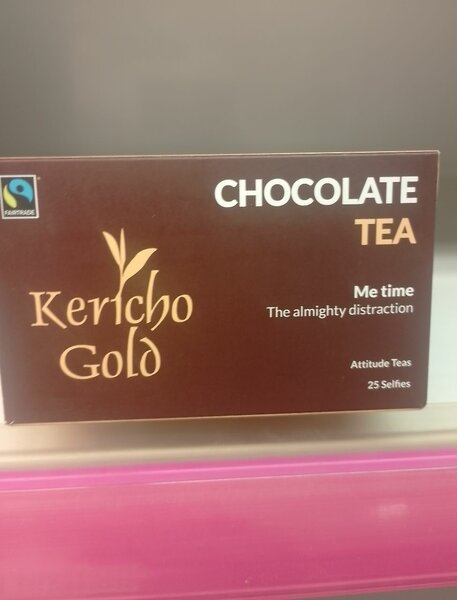 FAIRTRADE
CHOCOLATE
TEA
Kericho
Gold
Me time
The almighty distraction
Attitude Teas
25 Selfies